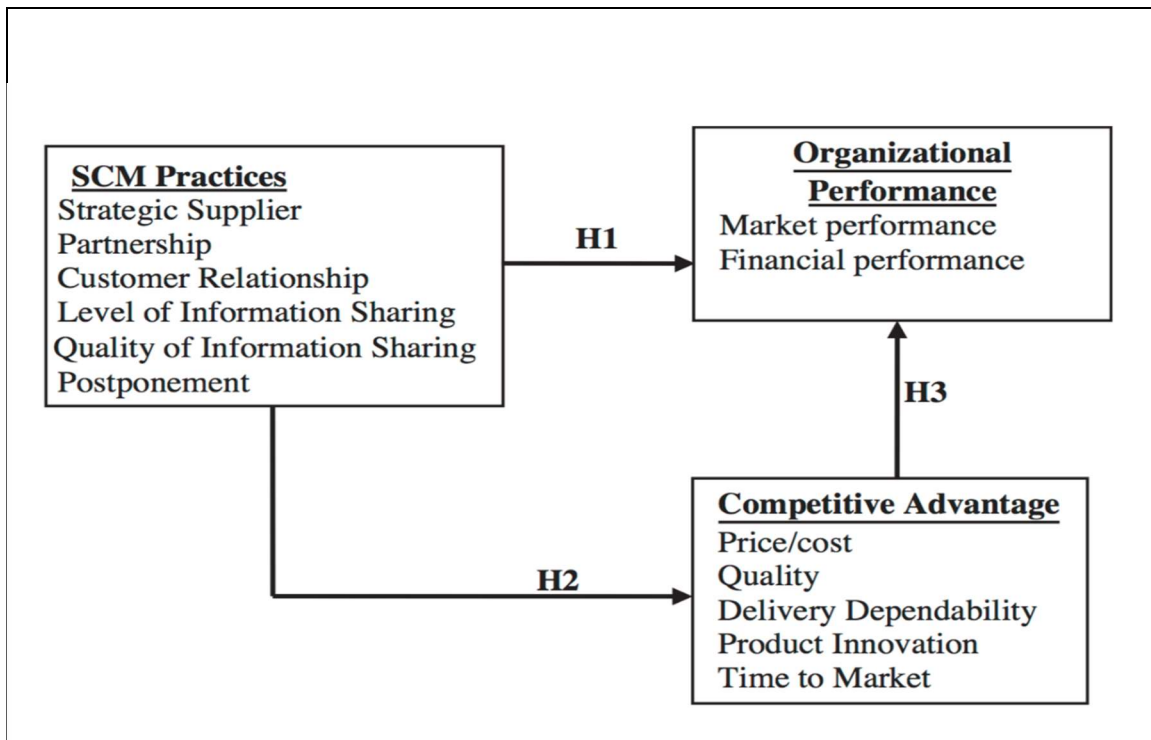 SCM Practices
Strategic Supplier
Partnership
Customer Relationship
Level of Information Sharing
Quality of Information Sharing
Postponement
H1
Organizational
Performance
Market performance
Financial performance
H3
H2
Competitive Advantage
Price/cost
Quality
Delivery Dependability
Product Innovation
Time to Market